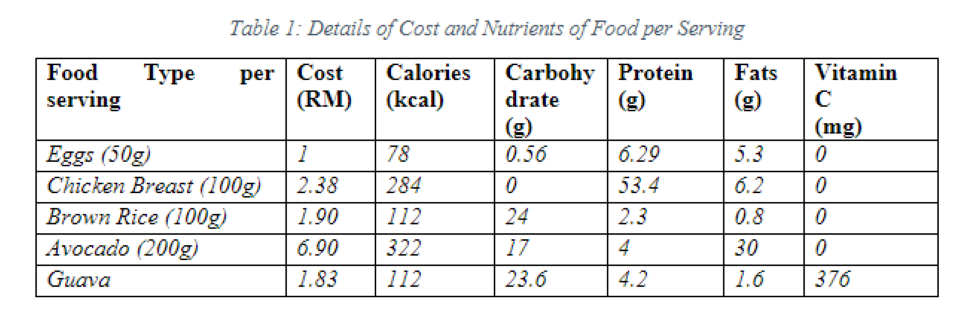 Table 1: Details of Cost and Nutrients of Food per Serving
Food Type per serving Cost (RM) Calories (kcal) Carbohy drate (g) Protein (g) Fats (g) Vitamin C (mg)
Eggs (50g) 1 78 0.56 6.29 5.3 0
Chicken Breast (100g) 2.38 284 0 53.4 6.2 0
Brown Rice (100g) 1.90 112 24 2.3 0.8 0
Avocado (200g) 6.90 322 17 4 30 0
Guava 1.83 112 23.6 4.2 1.6 376